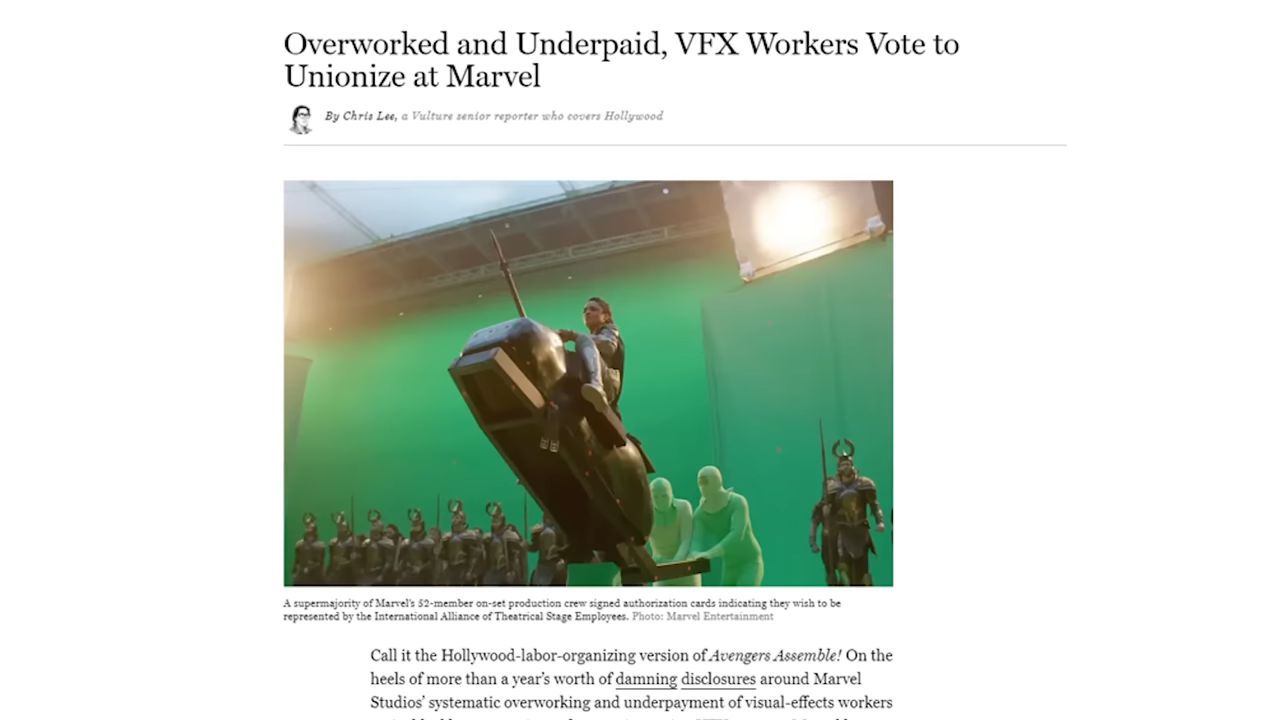 Overworked and Underpaid, VFX Workers Vote to
Unionize at Marvel
By Chris Lee, a Vulture senior reporter who covers Hollywood
A supermajority of Marvel's 52-member on-set production crew signed authorization cards indicating they wish to be
represented by the International Alliance of Theatrical Stage Employees. Photo: Marvel Entertainment
Call it the Hollywood-labor-organizing version of Avengers Assemble! On the
heels of more than a year's worth of damning disclosures around Marvel
Studios' systematic overworking and underpayment of visual-effects workers